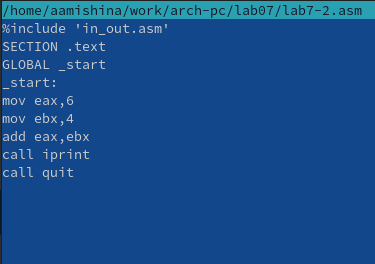 /home/aamishina/work/arch-pc/lab07/lab7-2.asm
%include 'in_out.asm'
SECTION .text
GLOBAL _start
_start:
mov eax,6
mov ebx,4
add eax,ebx
call iprint
call quit